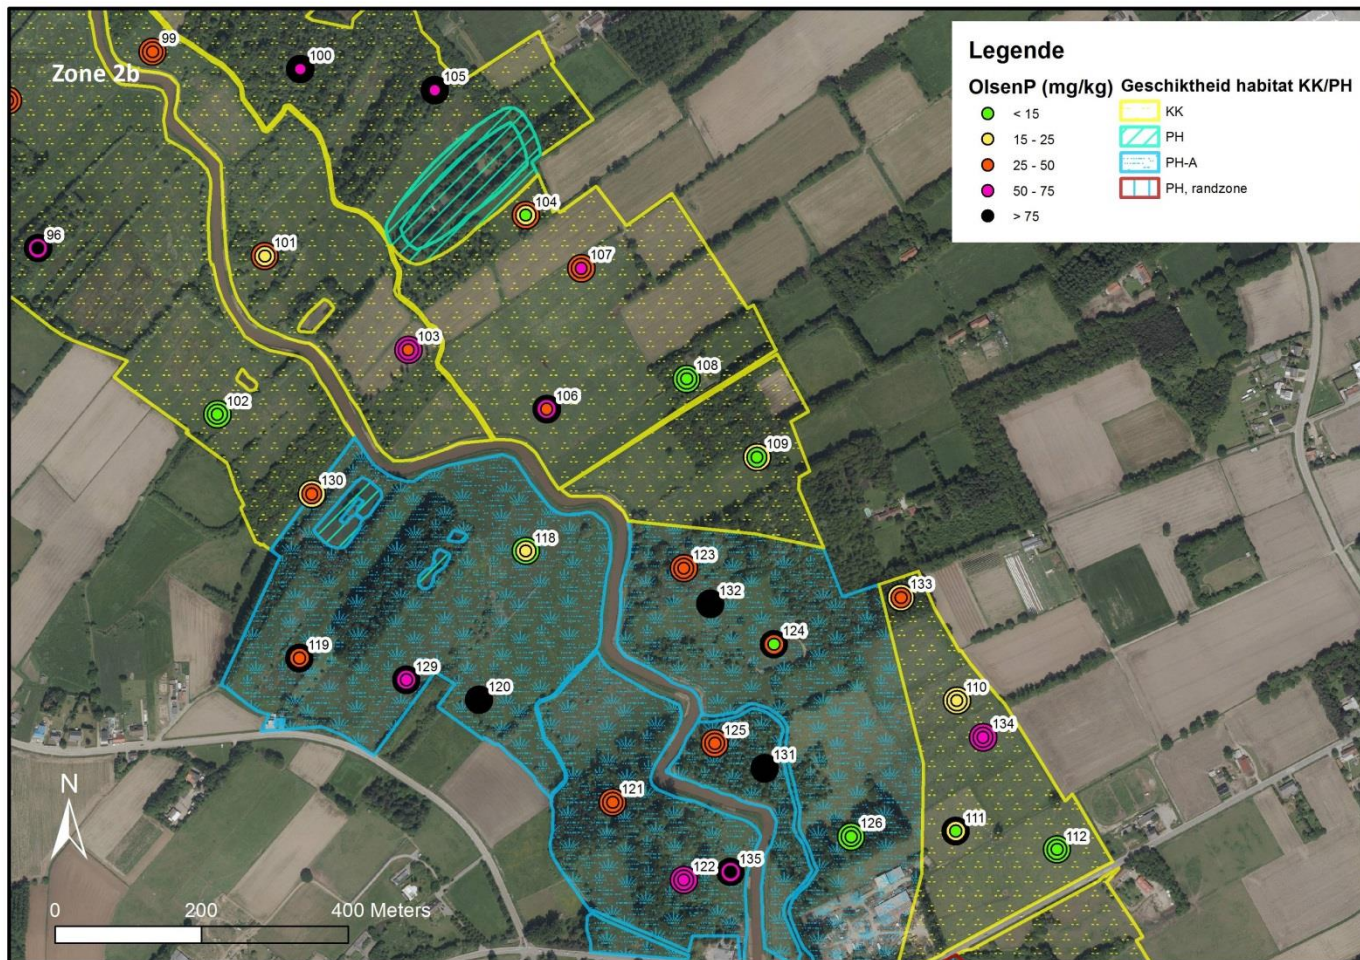 Zone 2b
99
100
105
104
96
101
107
103
108
102
106
109
130
118
123
132
133
124
119
129
120
110
134
125
131
121
126
111
112
122
135
N
0 200 400 Meters
Legende
OlsenP (mg/kg)
< 15
15 - 25
25 - 50
50 - 75
> 75
Geschiktheid habitat KK/PH
KK
PH
PH-A
PH, randzone